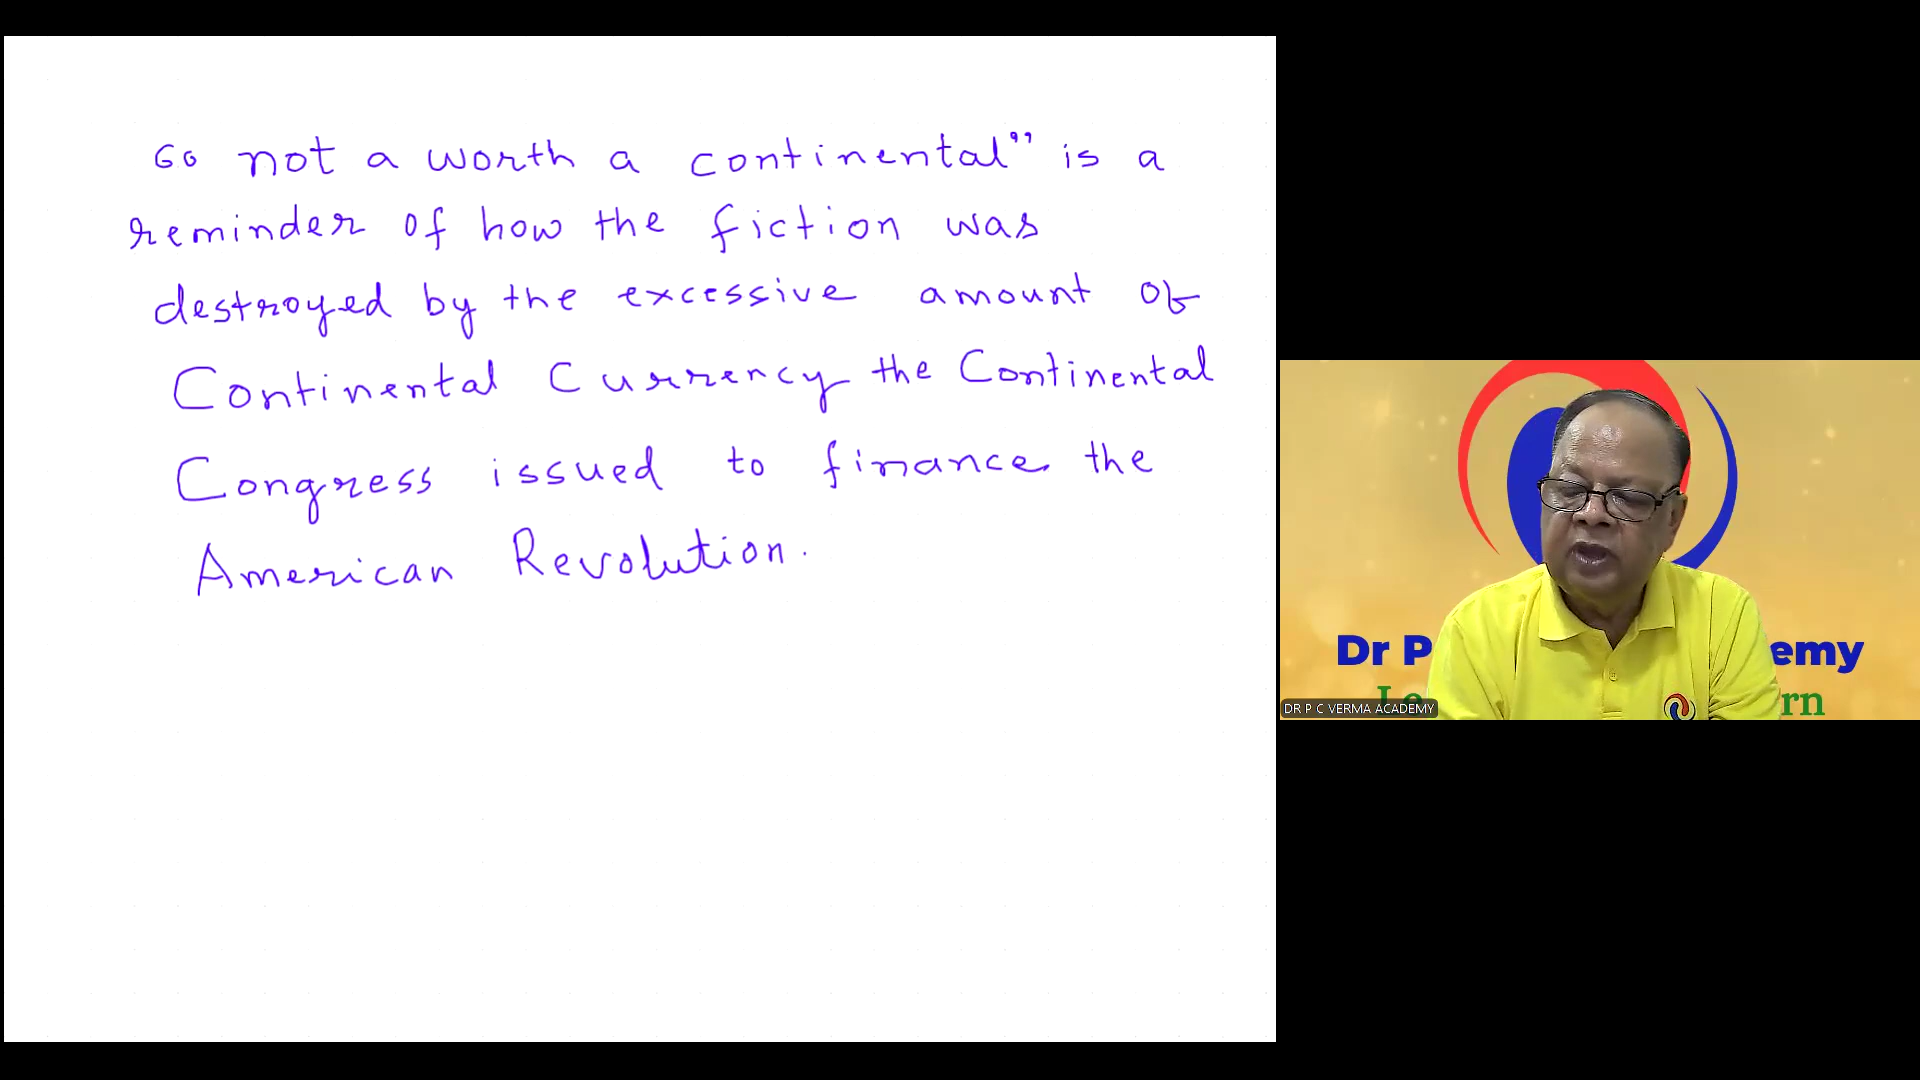 “ not a worth a continental” is a
reminder of how the fiction was
destroyed by the excessive amount of
Continental Currency the Continental
Congress issued to finance the
American Revolution.
Dr P emy
Le rn
DR P C VERMA ACADEMY